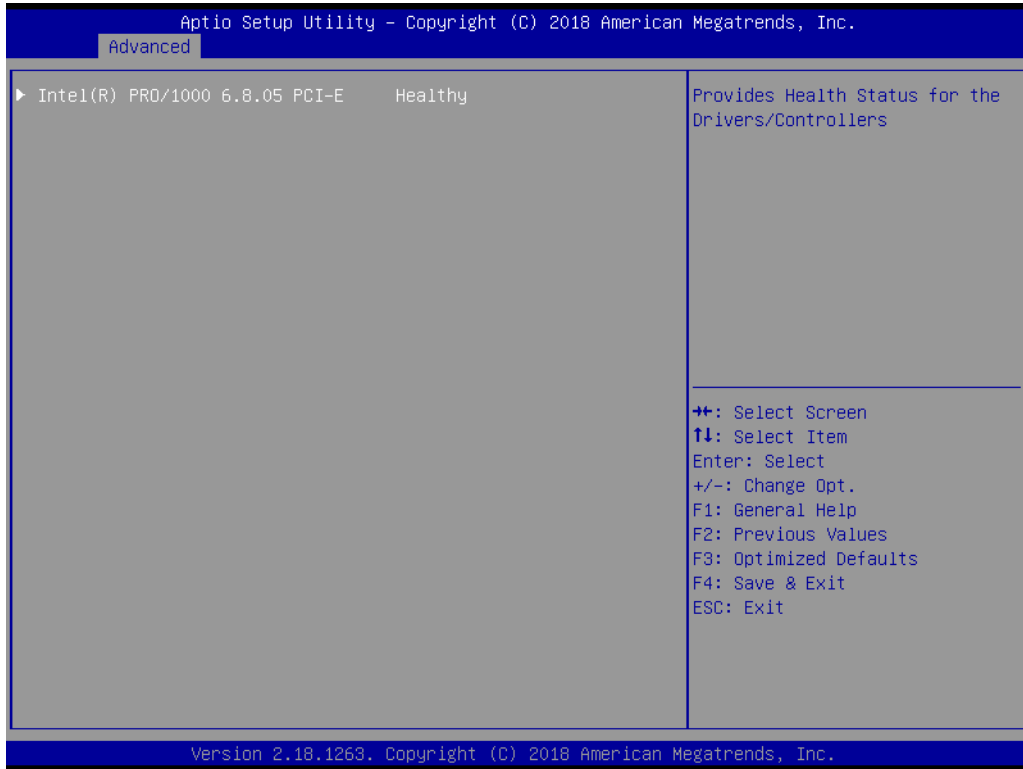 Aptio Setup Utility – Copyright (C) 2018 American Megatrends, Inc.
Advanced
▶ Intel(R) PRO/1000 6.8.05 PCI-E Healthy
Provides Health Status for the
Drivers/Controllers
→←: Select Screen
↑↓: Select Item
Enter: Select
+/-: Change Opt.
F1: General Help
F2: Previous Values
F3: Optimized Defaults
F4: Save & Exit
ESC: Exit
Version 2.18.1263. Copyright (C) 2018 American Megatrends, Inc.